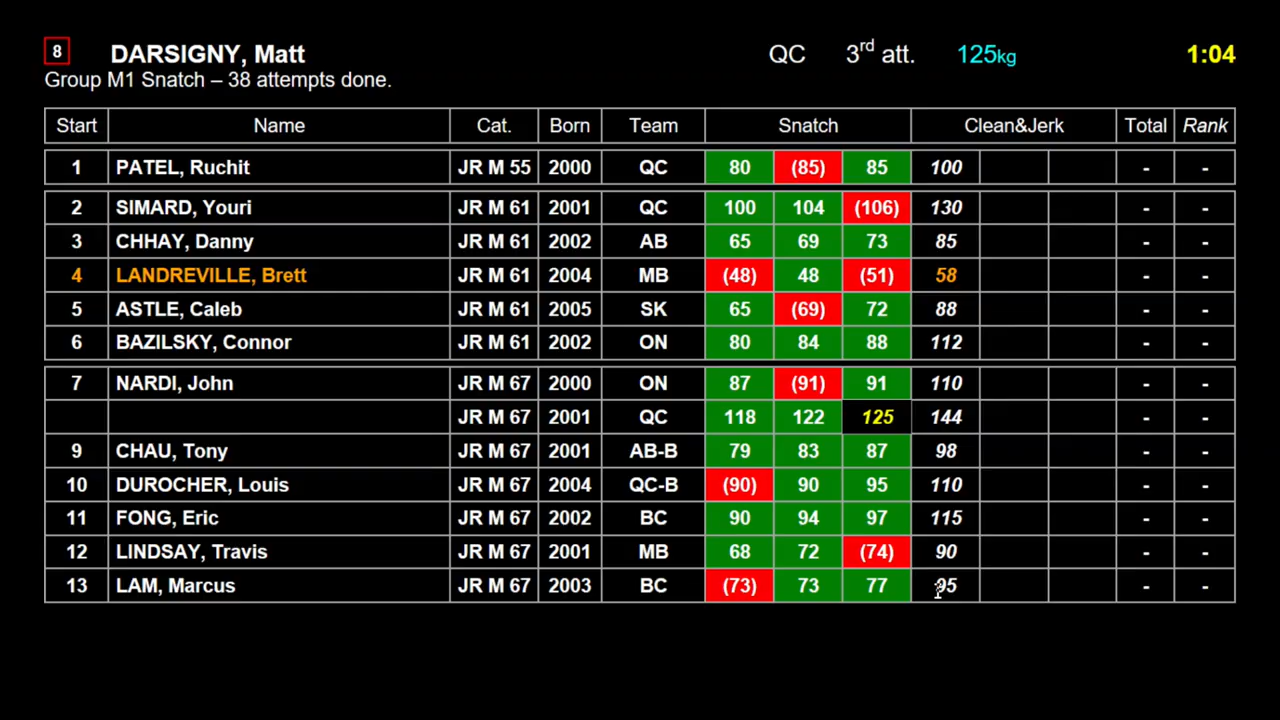 8 DARSIGNY, Matt QC 3rd att. 125kg 1:04
Group M1 Snatch – 38 attempts done.
Start Name Cat. Born Team Snatch Clean&Jerk Total Rank
1 PATEL, Ruchit JR M 55 2000 QC 80 (85) 85 100 - -
2 SIMARD, Youri JR M 61 2001 QC 100 104 (106) 130 - -
3 CHHAY, Danny JR M 61 2002 AB 65 69 73 85 - -
4 LANDREVILLE, Brett JR M 61 2004 MB (48) 48 (51) 58 - -
5 ASTLE, Caleb JR M 61 2005 SK 65 (69) 72 88 - -
6 BAZILSKY, Connor JR M 61 2002 ON 80 84 88 112 - -
7 NARDI, John JR M 67 2000 ON 87 (91) 91 110 - -
JR M 67 2001 QC 118 122 125 144 - -
9 CHAU, Tony JR M 67 2001 AB-B 79 83 87 98 - -
10 DUROCHER, Louis JR M 67 2004 QC-B (90) 90 95 110 - -
11 FONG, Eric JR M 67 2002 BC 90 94 97 115 - -
12 LINDSAY, Travis JR M 67 2001 MB 68 72 (74) 90 - -
13 LAM, Marcus JR M 67 2003 BC (73) 73 77 95 - -